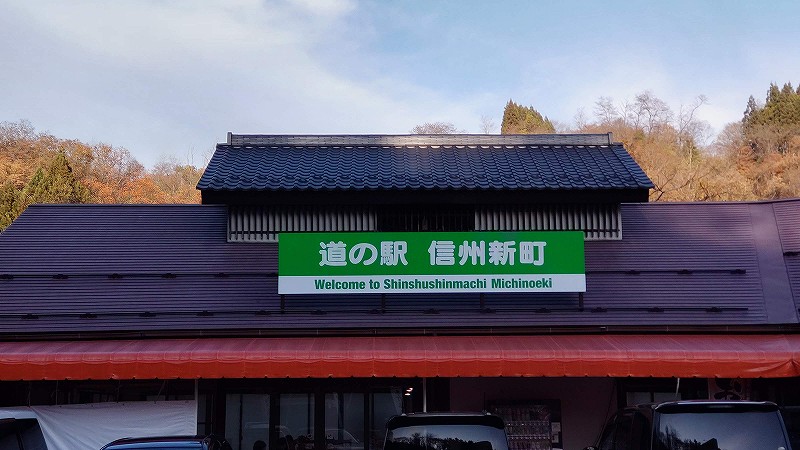 道の駅 信州新町
Welcome to Shinshushinmachi Michinoeki